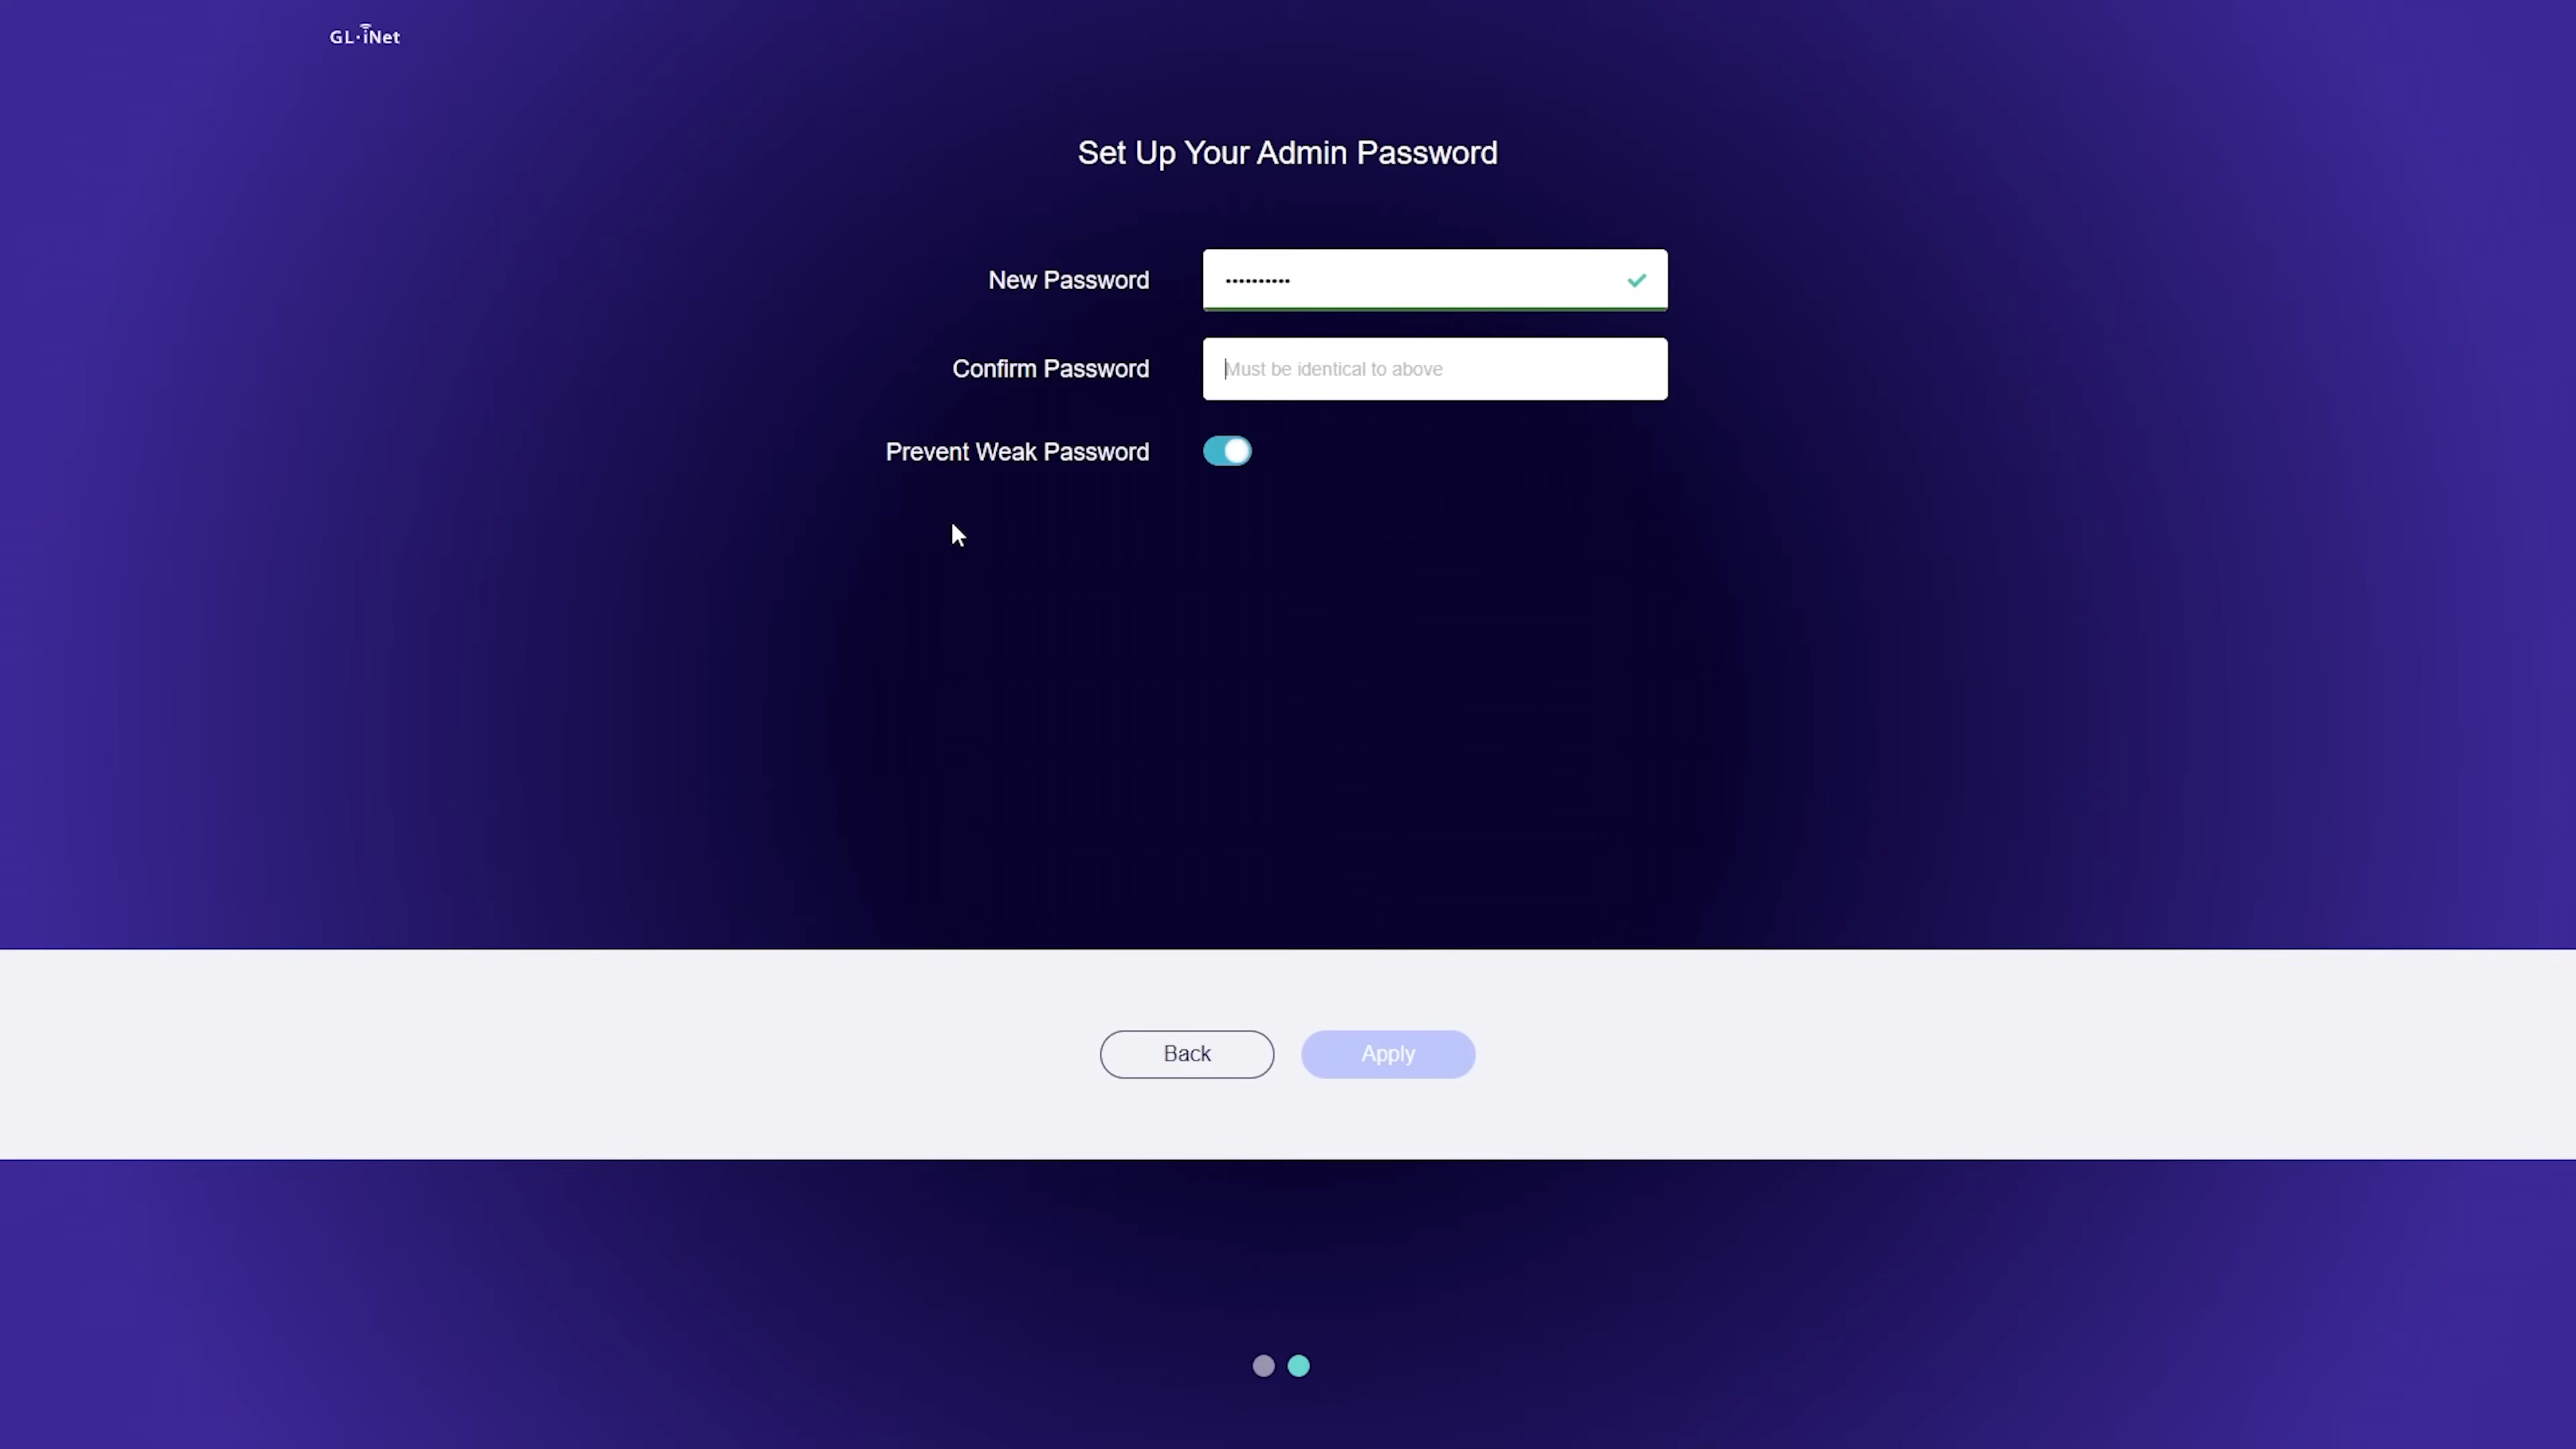 GL·iNet
Set Up Your Admin Password
New Password ••••••••••
Confirm Password Must be identical to above
Prevent Weak Password
Back Apply